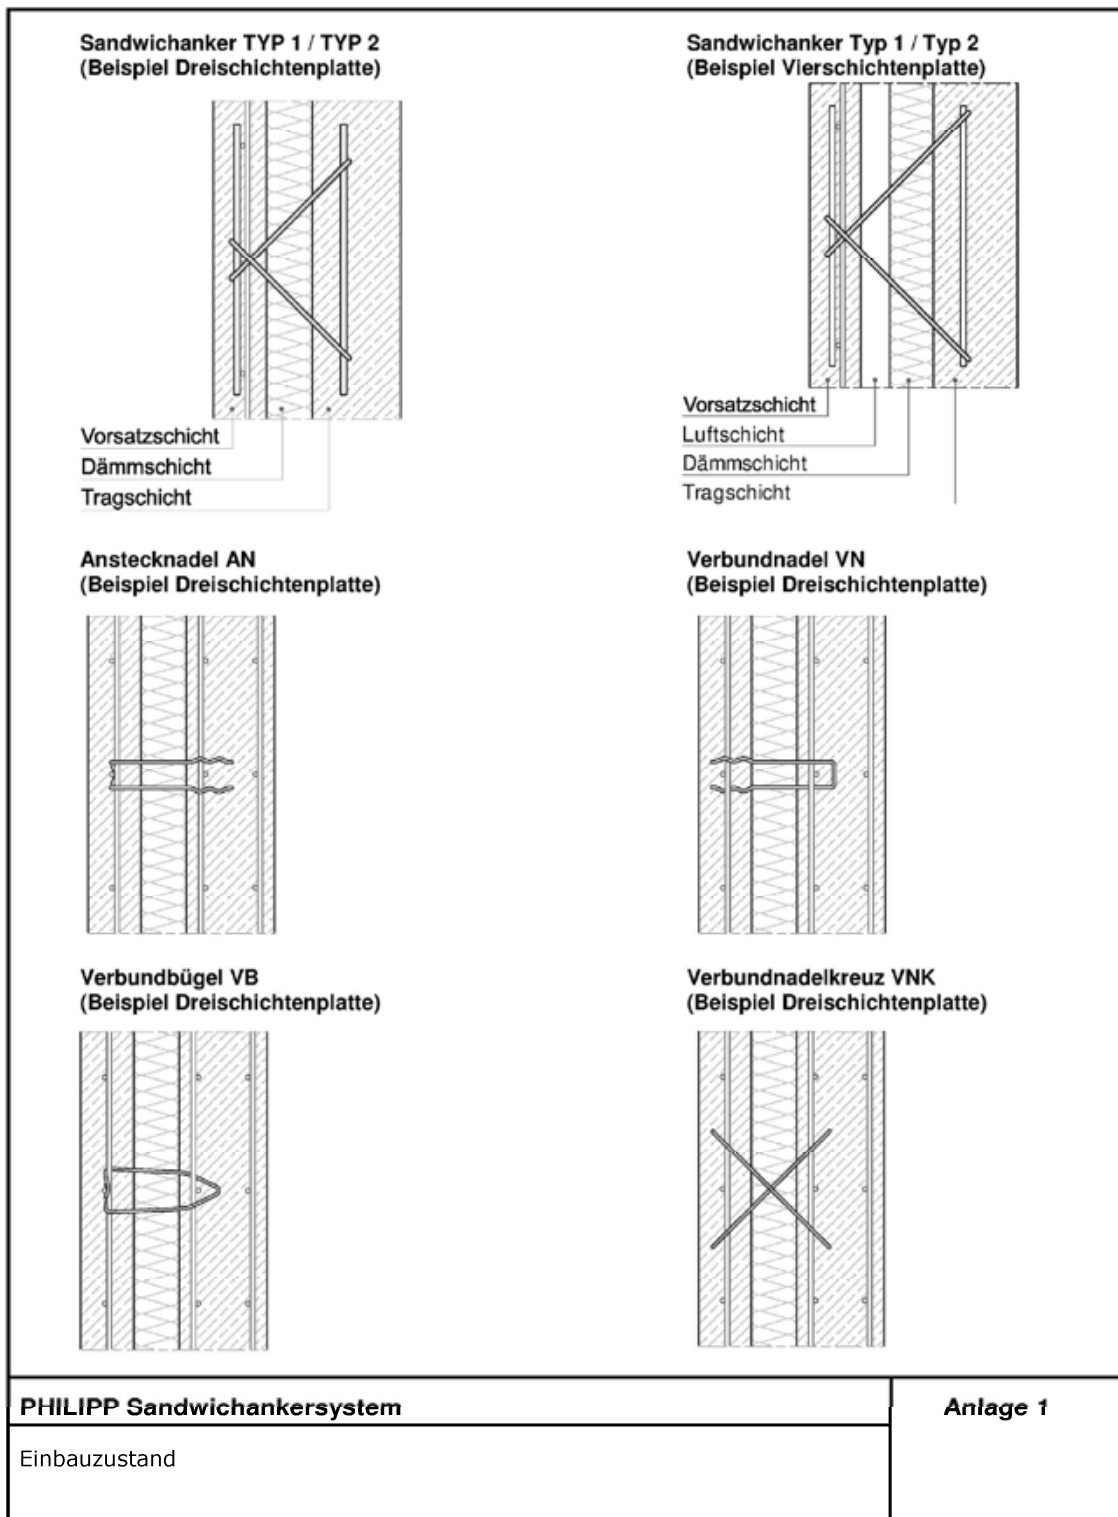 Sandwichanker TYP 1 / TYP 2
(Beispiel Dreischichtenplatte)
Vorsatzschicht
Dämmschicht
Tragschicht
Sandwichanker Typ 1 / Typ 2
(Beispiel Vierschichtenplatte)
Vorsatzschicht
Luftschicht
Dämmschicht
Tragschicht
Anstecknadel AN
(Beispiel Dreischichtenplatte)
Verbundnadel VN
(Beispiel Dreischichtenplatte)
Verbundbügel VB
(Beispiel Dreischichtenplatte)
Verbundnadelkreuz VNK
(Beispiel Dreischichtenplatte)
PHILIPP Sandwichankersystem
Einbauzustand
Anlage 1